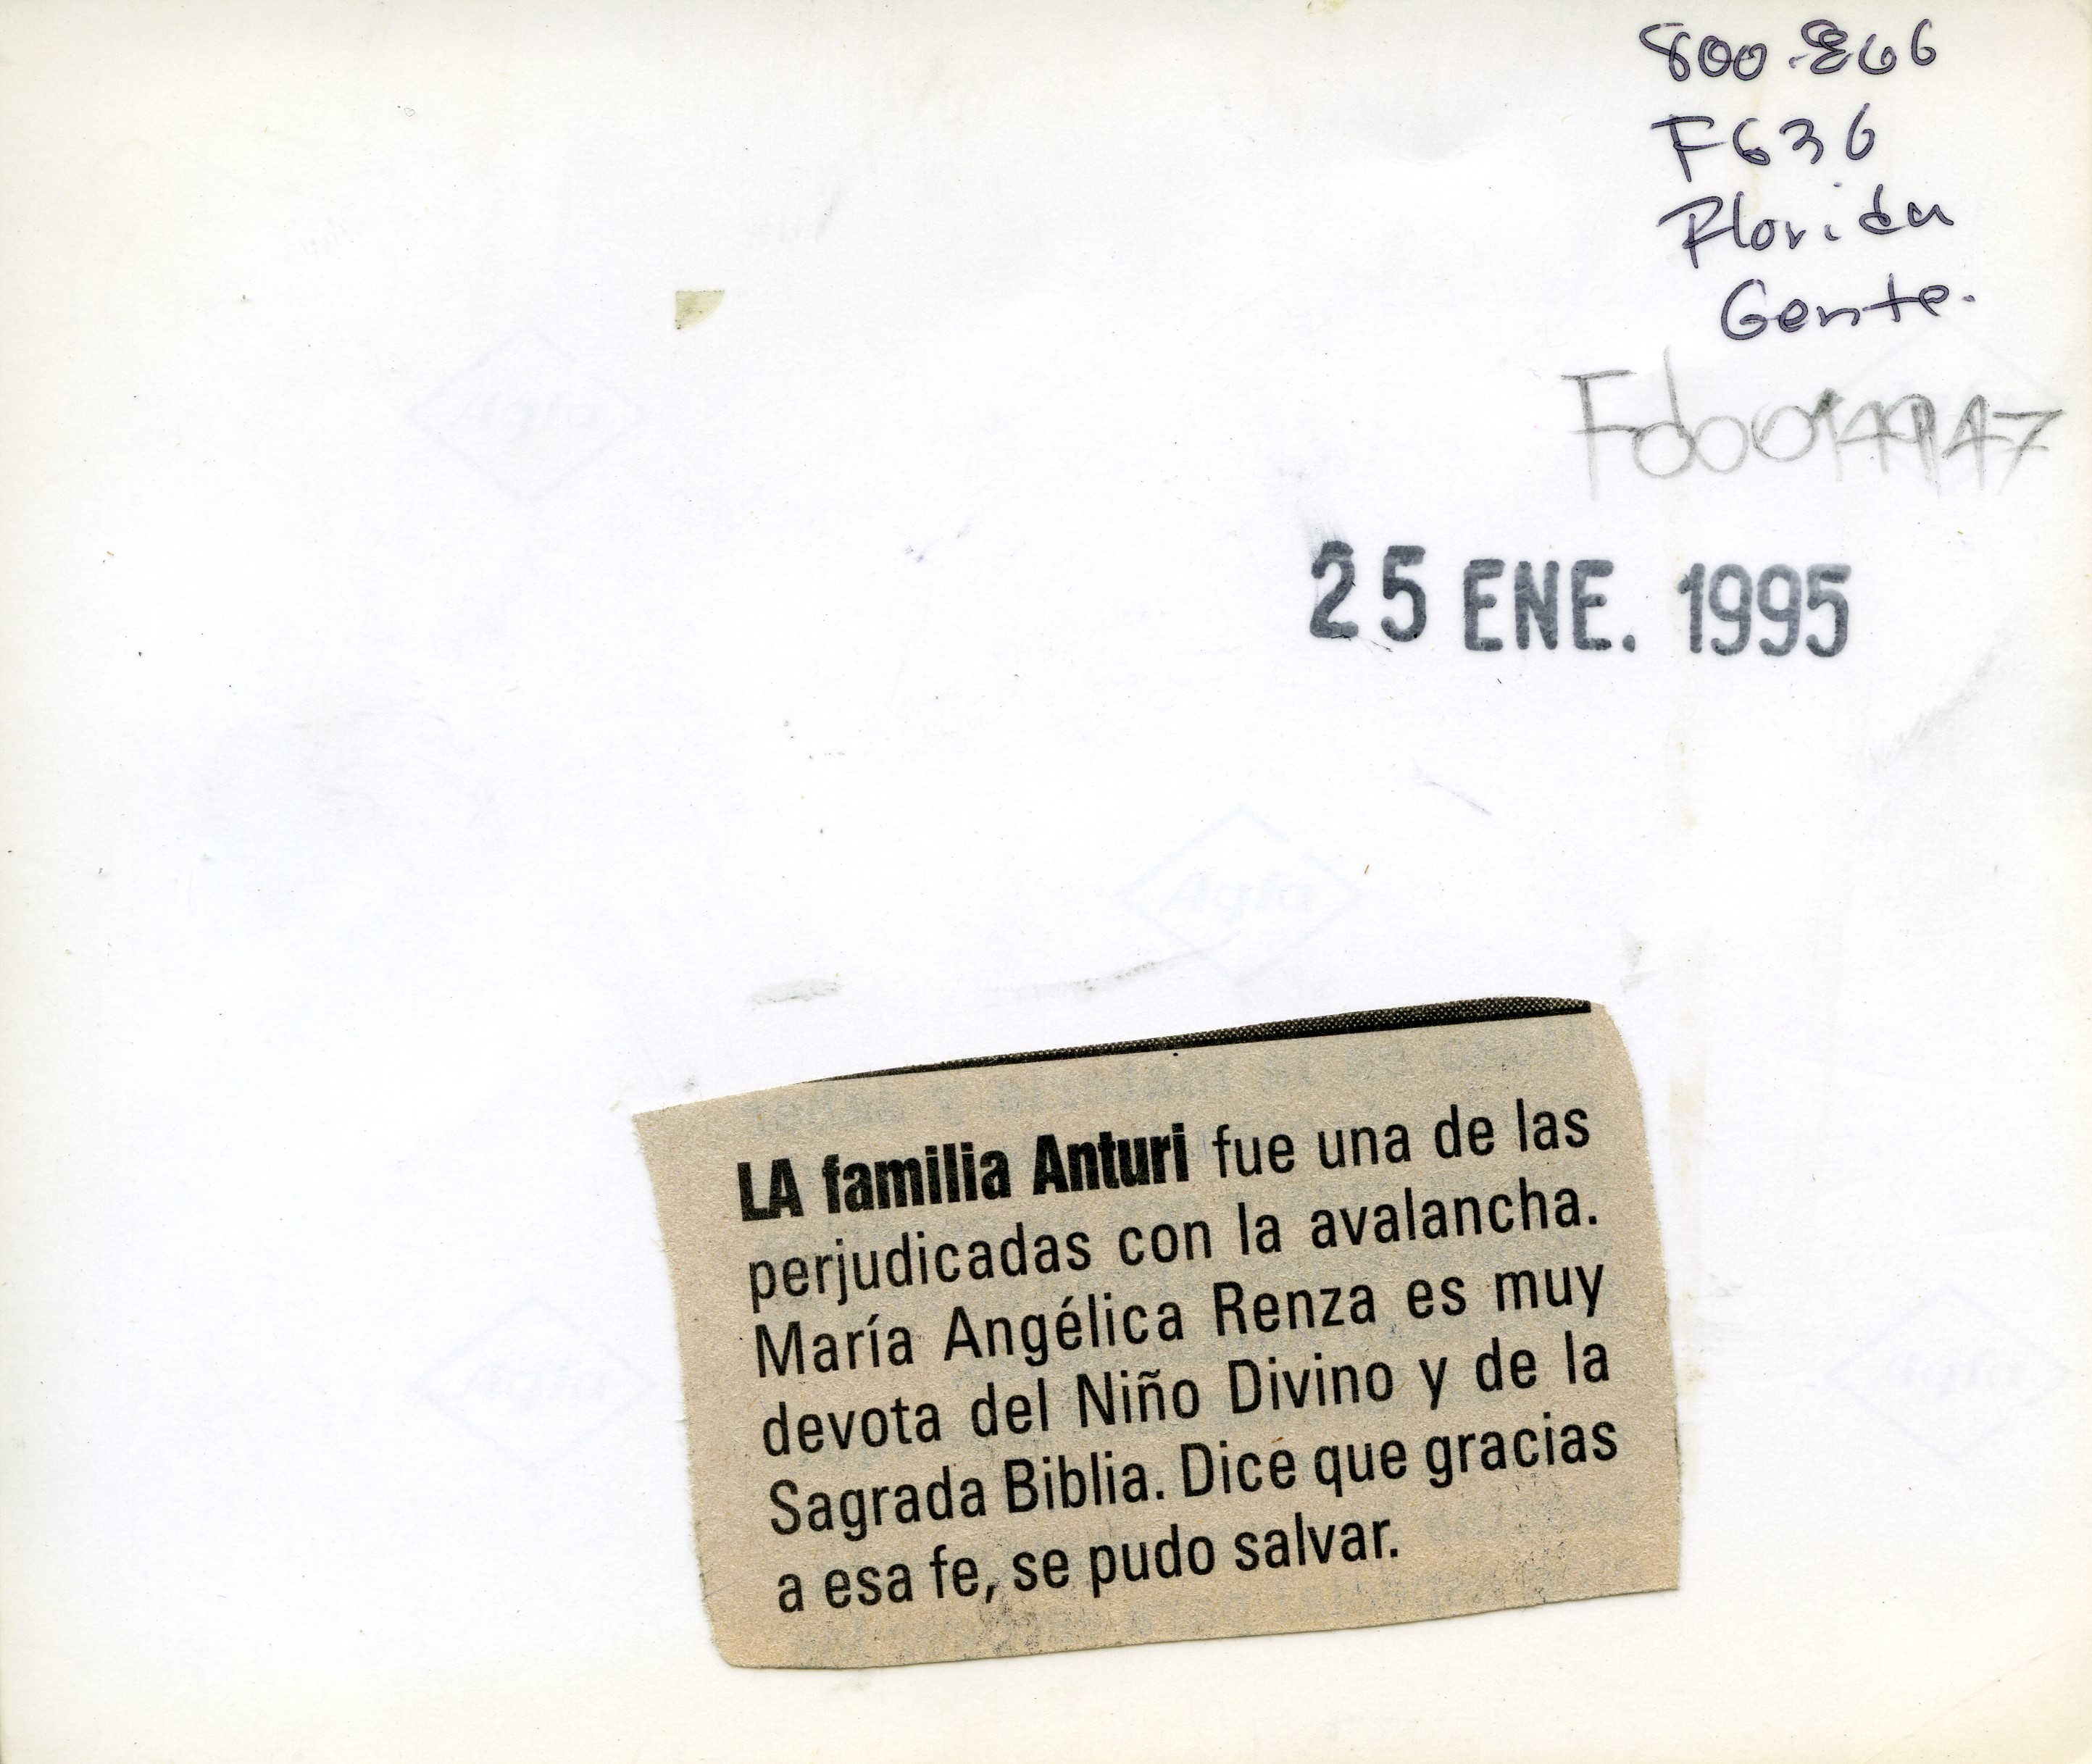 800.866
F636
Florida
Gente.
25 ENE. 1995
LA familia Anturi fue una de las
perjudicadas con la avalancha.
María Angélica Renza es muy
devota del Niño Divino y de la
Sagrada Biblia. Dice que gracias
a esa fe, se pudo salvar.